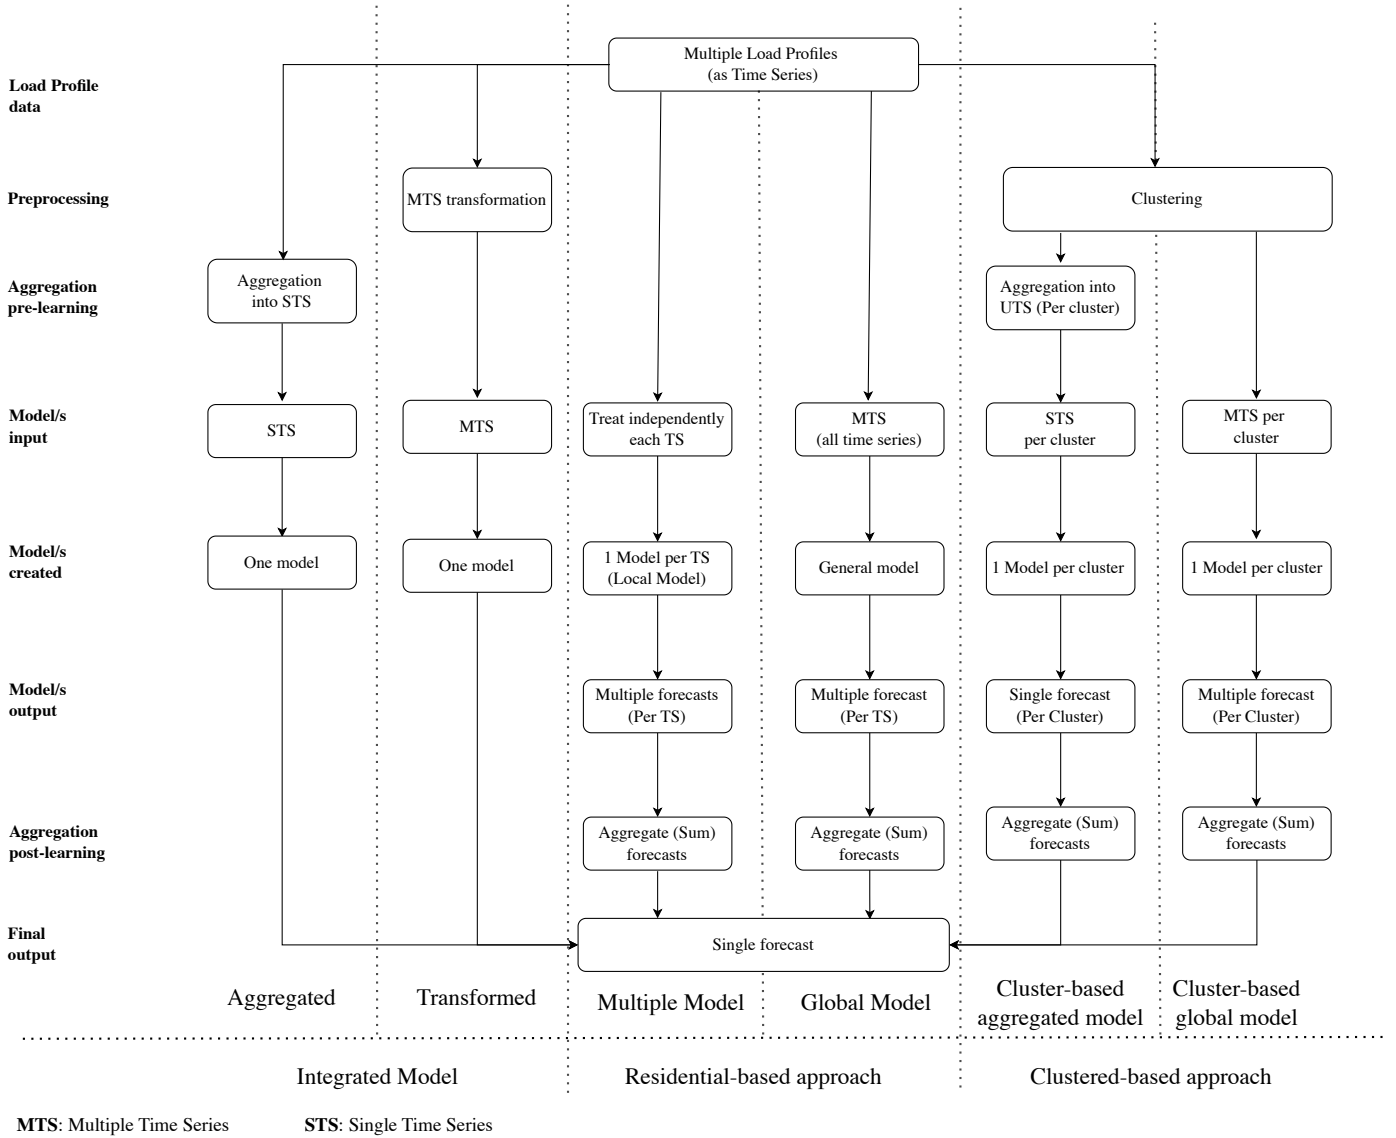 Multiple Load Profiles
(as Time Series)
Load Profile
data
Preprocessing
MTS transformation
Clustering
Aggregation
pre-learning
Aggregation
into STS
Aggregation into
UTS (Per cluster)
Model/s
input
STS
MTS
Treat independently
each TS
MTS
(all time series)
STS
per cluster
MTS per
cluster
Model/s
created
One model
One model
1 Model per TS
(Local Model)
General model
1 Model per cluster
1 Model per cluster
Model/s
output
Multiple forecasts
(Per TS)
Multiple forecast
(Per TS)
Single forecast
(Per Cluster)
Multiple forecast
(Per Cluster)
Aggregation
post-learning
Aggregate (Sum)
forecasts
Aggregate (Sum)
forecasts
Aggregate (Sum)
forecasts
Aggregate (Sum)
forecasts
Final
output
Single forecast
Aggregated
Transformed
Multiple Model
Global Model
Cluster-based
aggregated model
Cluster-based
global model
Integrated Model
Residential-based approach
Clustered-based approach
MTS: Multiple Time Series
STS: Single Time Series